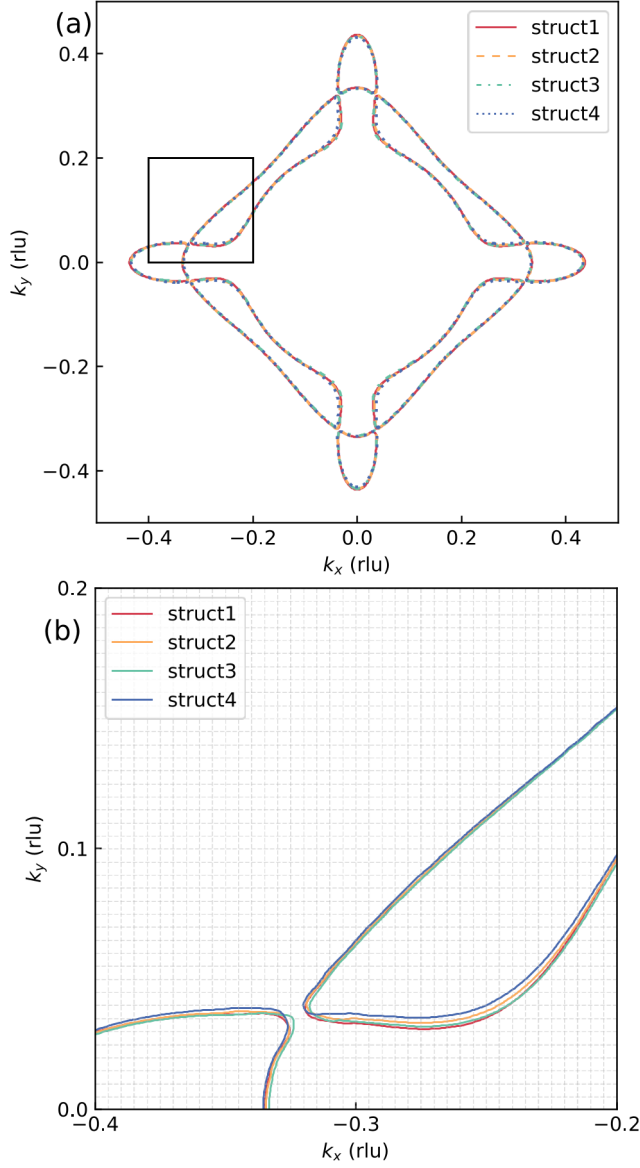 (a)
struct1
struct2
struct3
struct4
0.4
0.2
0.0
−0.2
−0.4
k_y (rlu)
−0.4 −0.2 0.0 0.2 0.4
k_x (rlu)
(b)
struct1
struct2
struct3
struct4
0.2
0.1
0.0
k_y (rlu)
−0.4 −0.3 −0.2
k_x (rlu)